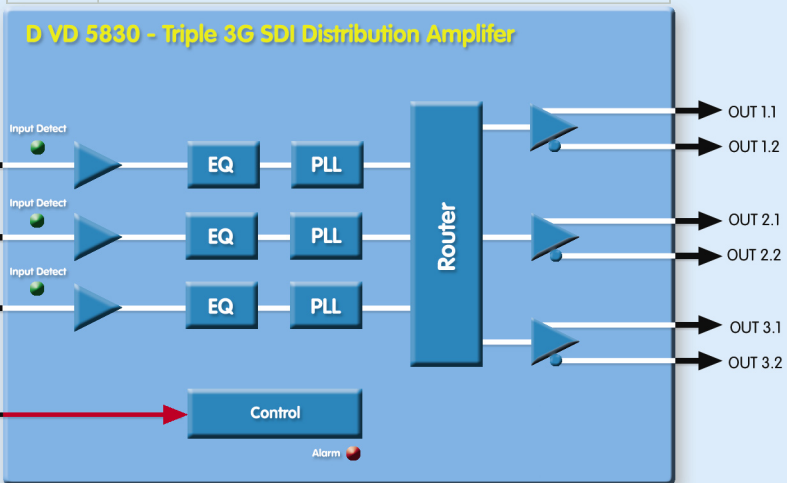 D VD 5830 - Triple 3G SDI Distribution Amplifer
OUT 1.1
Input Detect
OUT 1.2
EQ
PLL
Input Detect
OUT 2.1
EQ
PLL
Router
OUT 2.2
Input Detect
EQ
PLL
OUT 3.1
OUT 3.2
Control
Alarm